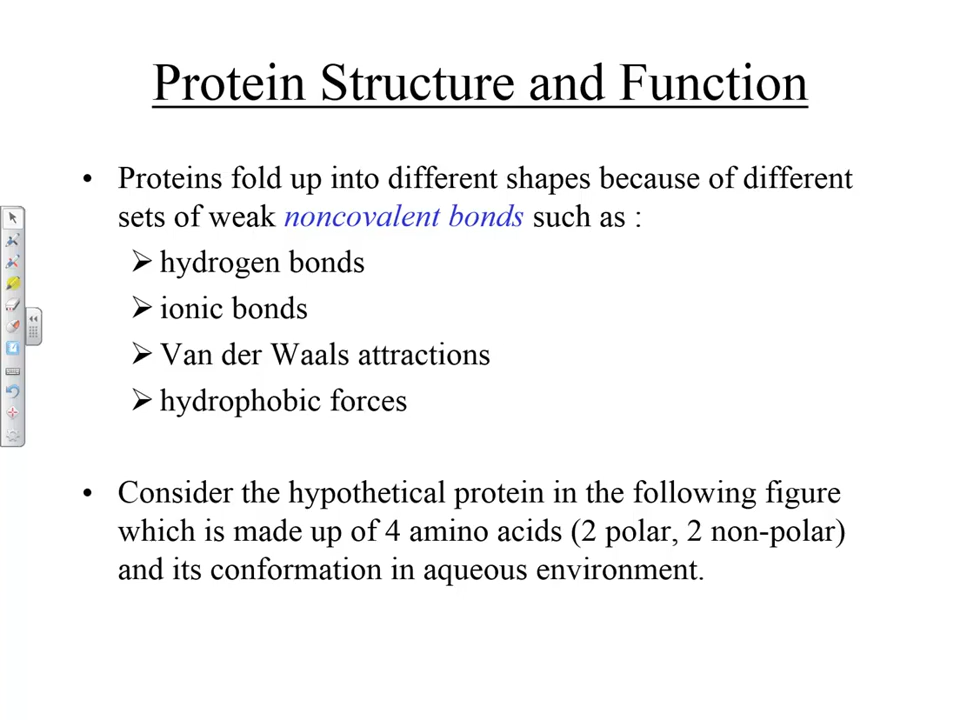 Protein Structure and Function
• Proteins fold up into different shapes because of different
sets of weak noncovalent bonds such as :
➢ hydrogen bonds
➢ ionic bonds
➢ Van der Waals attractions
➢ hydrophobic forces
• Consider the hypothetical protein in the following figure
which is made up of 4 amino acids (2 polar, 2 non-polar)
and its conformation in aqueous environment.